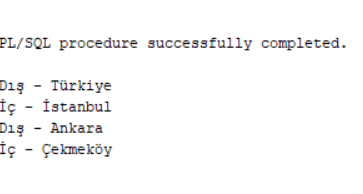 PL/SQL procedure successfully completed.
Dış - Türkiye
İç - İstanbul
Dış - Ankara
İç - Çekmeköy